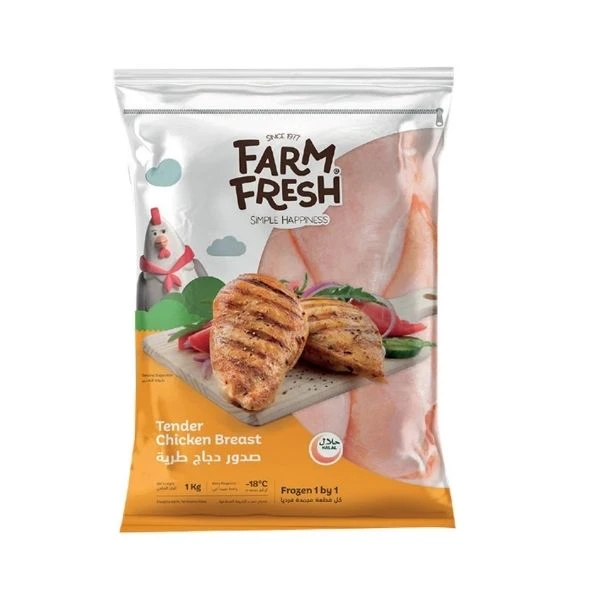 SINCE 1977
FARM
FRESH®
SIMPLE HAPPINESS
Tender
Chicken Breast
صدور دجاج طرية
حلال
HALAL
1 Kg
-18°C
Frozen 1 by 1
كل قطعة مجمدة فرديا